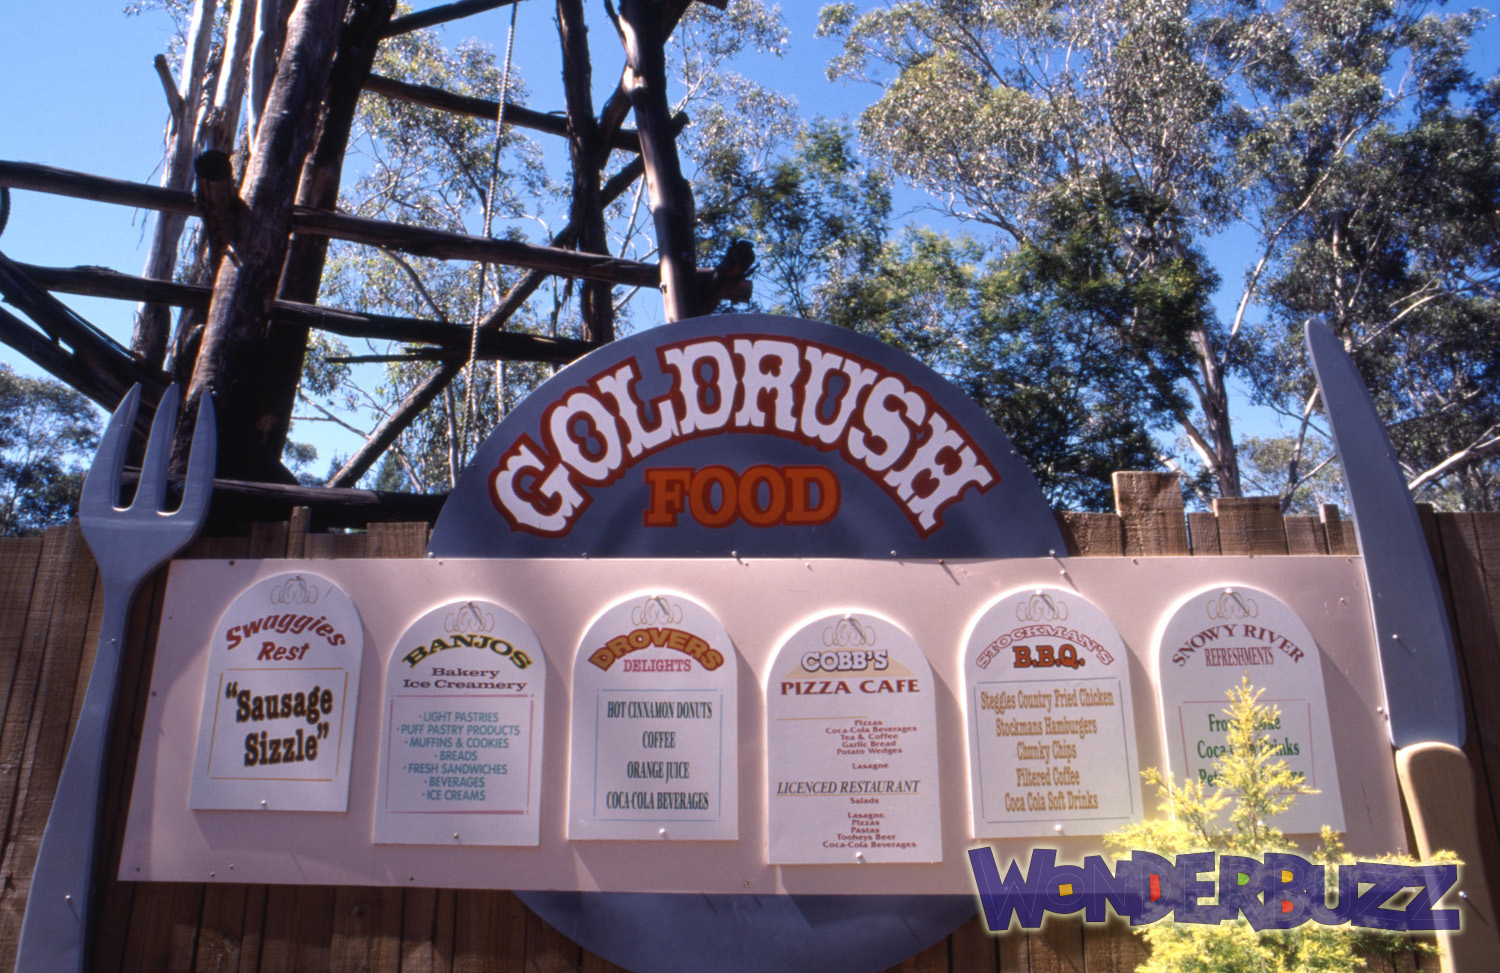 GOLDRUSH
FOOD
Swaggies
Rest
"Sausage
Sizzle"
BANJOS
Bakery
Ice Creamery
· LIGHT PASTRIES
· PUFF PASTRY PRODUCTS
· MUFFINS & COOKIES
· BREADS
· FRESH SANDWICHES
· BEVERAGES
· ICE CREAMS
DROVERS
DELIGHTS
HOT CINNAMON DONUTS
COFFEE
ORANGE JUICE
COCA-COLA BEVERAGES
COBB'S
PIZZA CAFE
Pizzas
Coca-Cola Beverages
Tea & Coffee
Garlic Bread
Potato Wedges
Lasagne
LICENCED RESTAURANT
Salads
Lasagne
Pizzas
Pastas
Tooheys Beer
Coca-Cola Beverages
STOCKMAN'S
B.B.Q.
Steggles Country Fried Chicken
Stockmans Hamburgers
Chunky Chips
Filtered Coffee
Coca Cola Soft Drinks
SNOWY RIVER
REFRESHMENTS
WONDERBUZZ